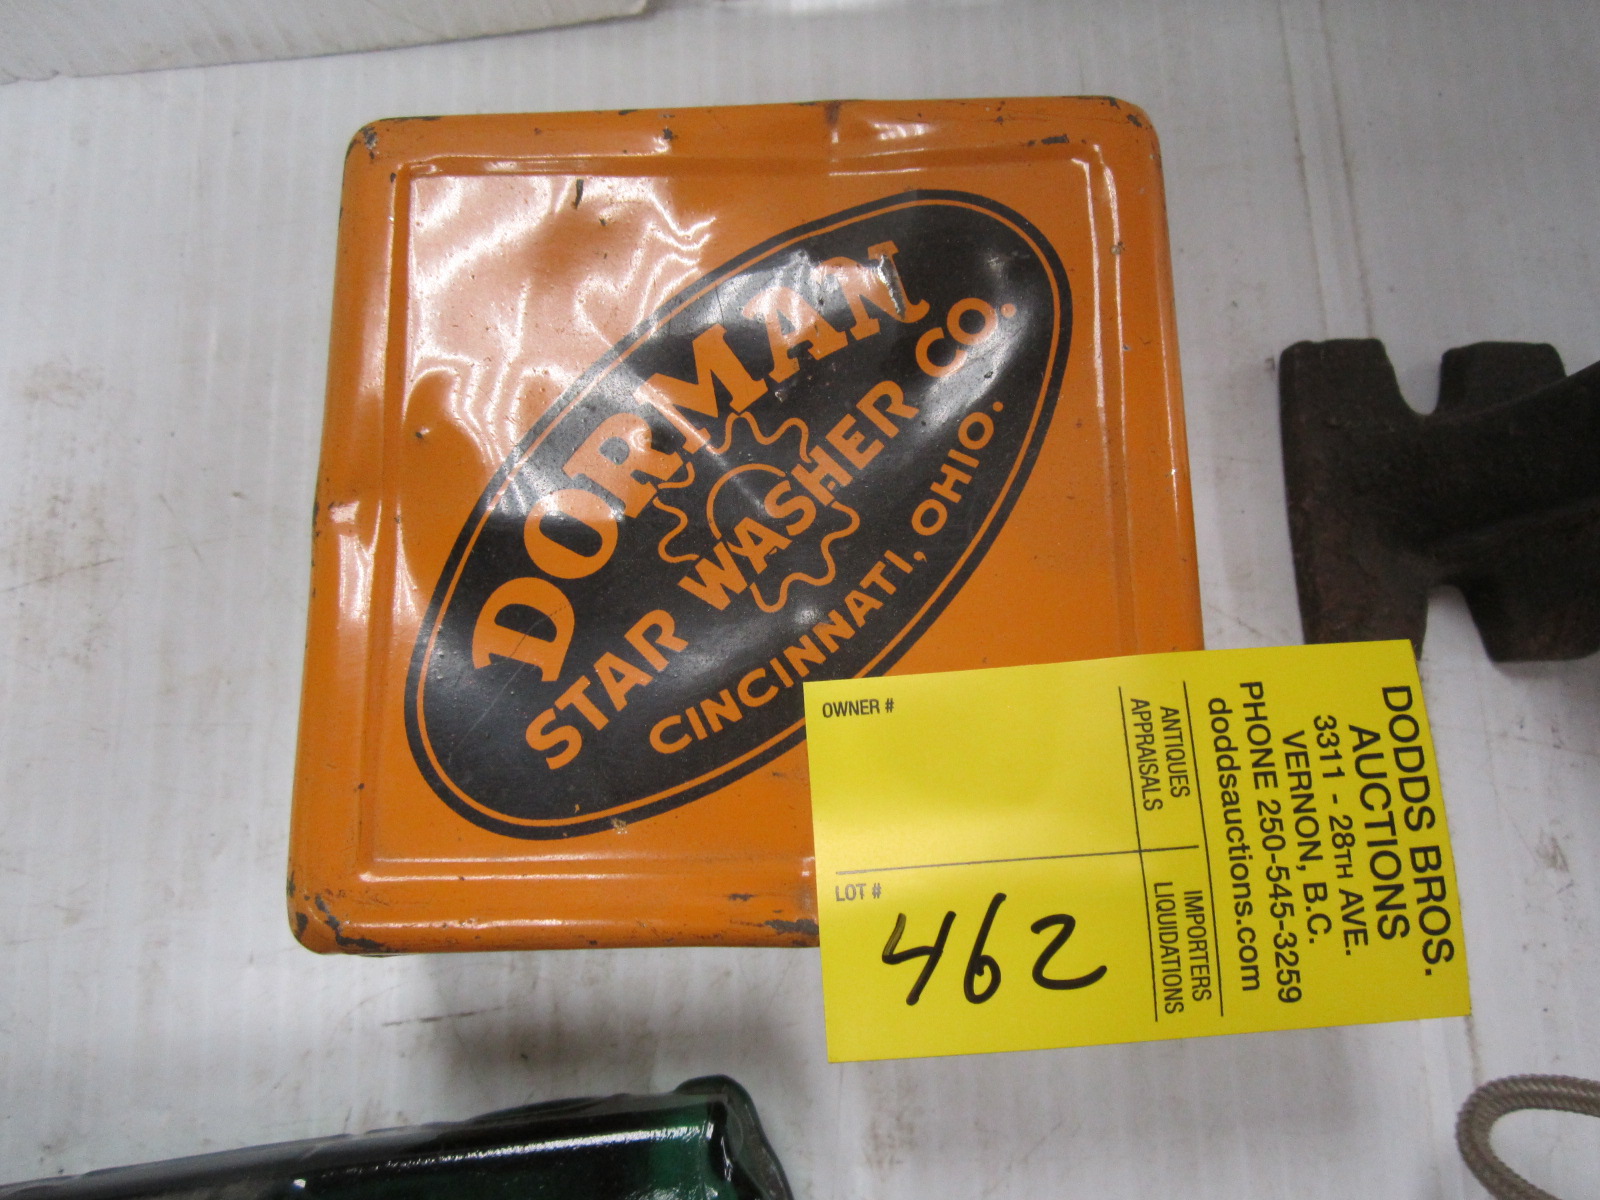 DORMAN
STAR WASHER CO.
CINCINNATI, OHIO.
OWNER #
LOT #
462
DODDS BROS.
AUCTIONS
3311 - 28TH AVE.
VERNON, B.C.
PHONE 250-545-3259
doddsauctions.com
ANTIQUES
APPRAISALS
IMPORTERS
LIQUIDATIONS